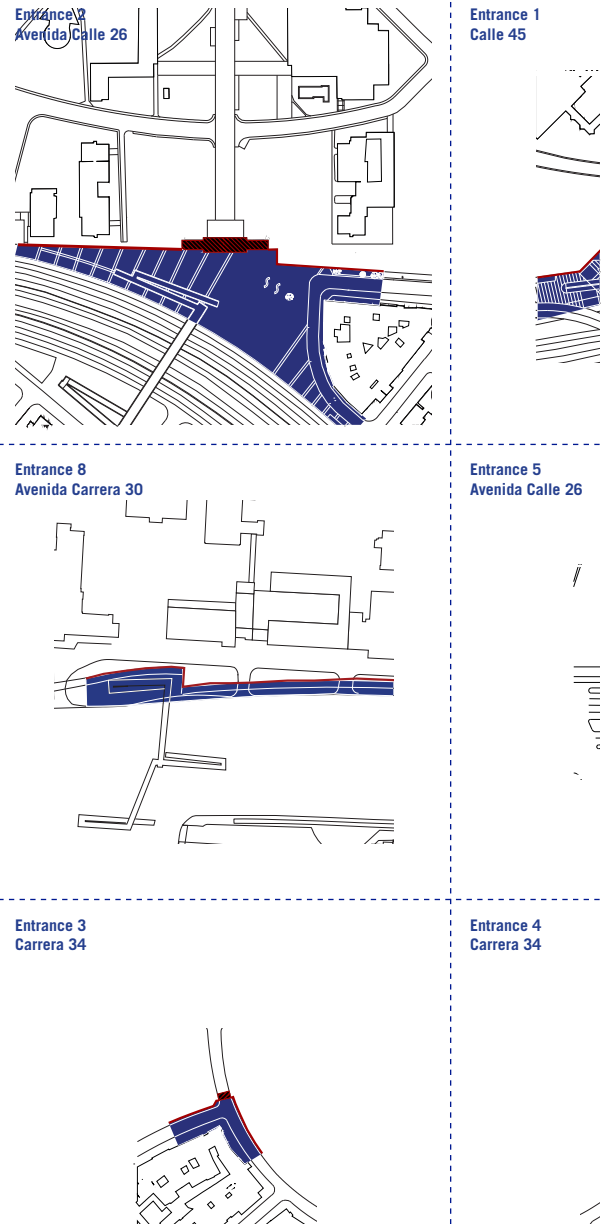 Entrance 2
Avenida Calle 26
Entrance 1
Calle 45
Entrance 8
Avenida Carrera 30
Entrance 5
Avenida Calle 26
Entrance 3
Carrera 34
Entrance 4
Carrera 34